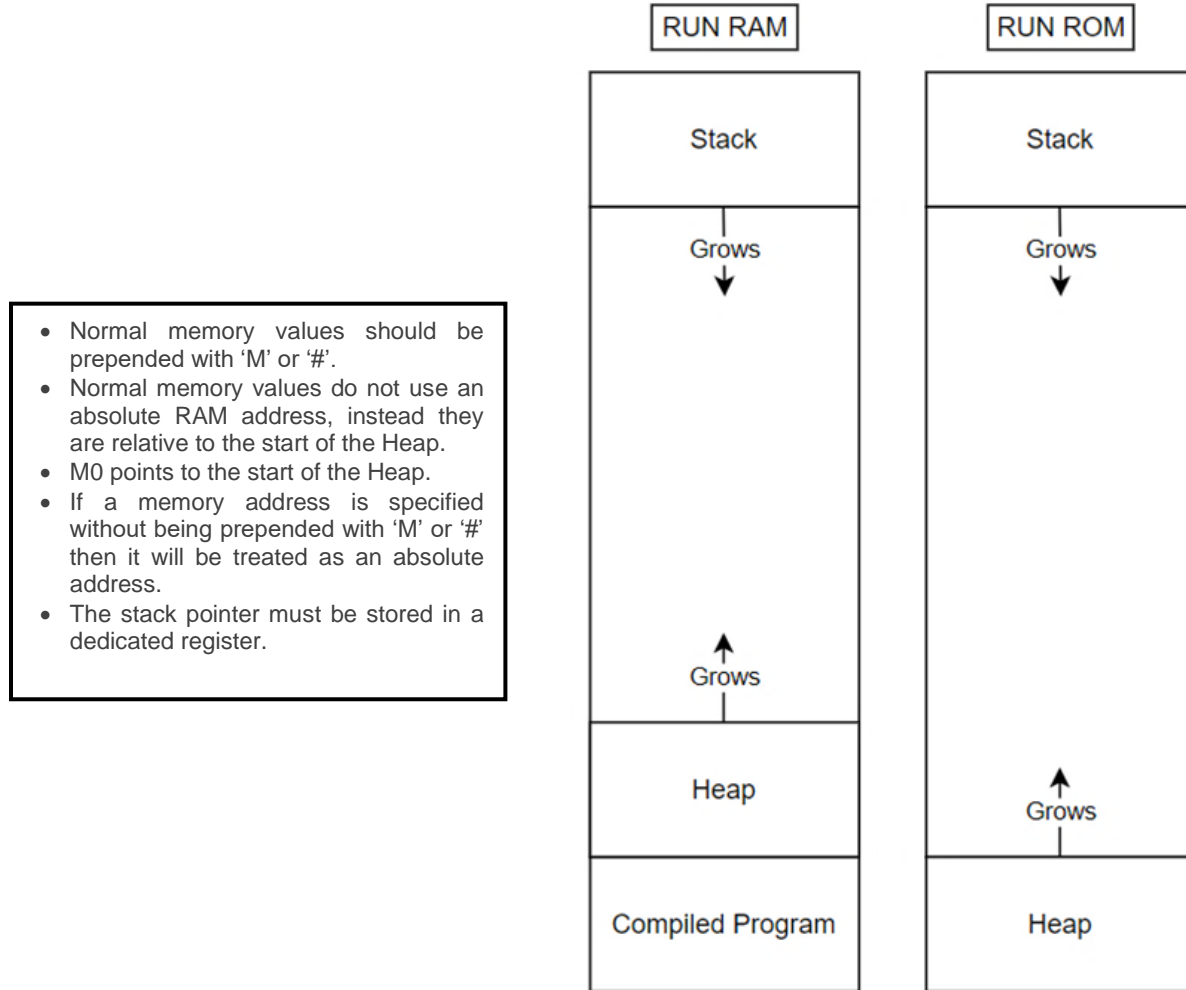 RUN RAM
RUN ROM
Stack
Stack
Grows
Grows
• Normal memory values should be
prepended with ‘M’ or ‘#’.
• Normal memory values do not use an
absolute RAM address, instead they
are relative to the start of the Heap.
• M0 points to the start of the Heap.
• If a memory address is specified
without being prepended with ‘M’ or ‘#’
then it will be treated as an absolute
address.
• The stack pointer must be stored in a
dedicated register.
Grows
Heap
Grows
Compiled Program
Heap